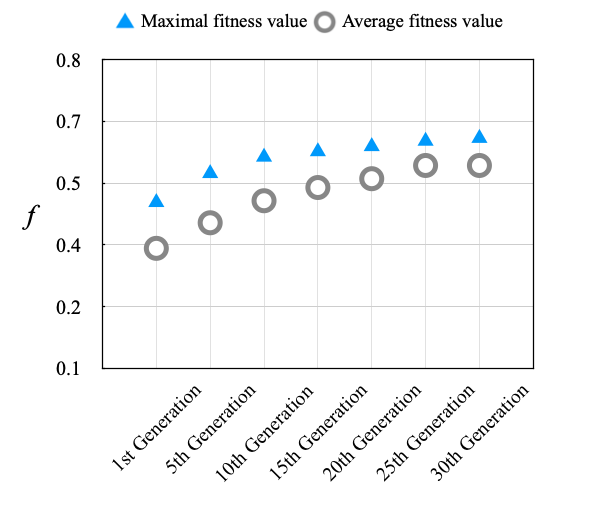 Maximal fitness value Average fitness value
0.8
0.7
0.5
f
0.4
0.2
0.1
1st Generation
5th Generation
10th Generation
15th Generation
20th Generation
25th Generation
30th Generation